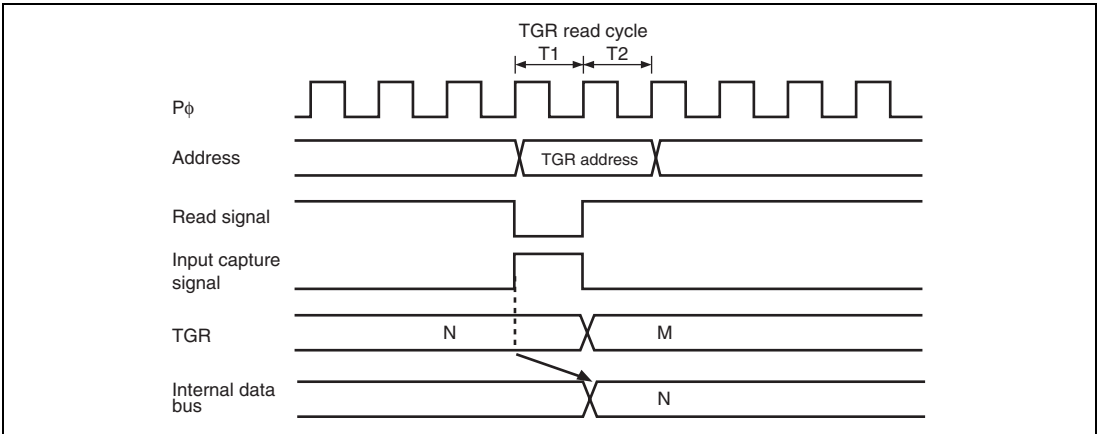 TGR read cycle
T1 T2
Pϕ
Address
TGR address
Read signal
Input capture
signal
TGR
N
M
Internal data
bus
N